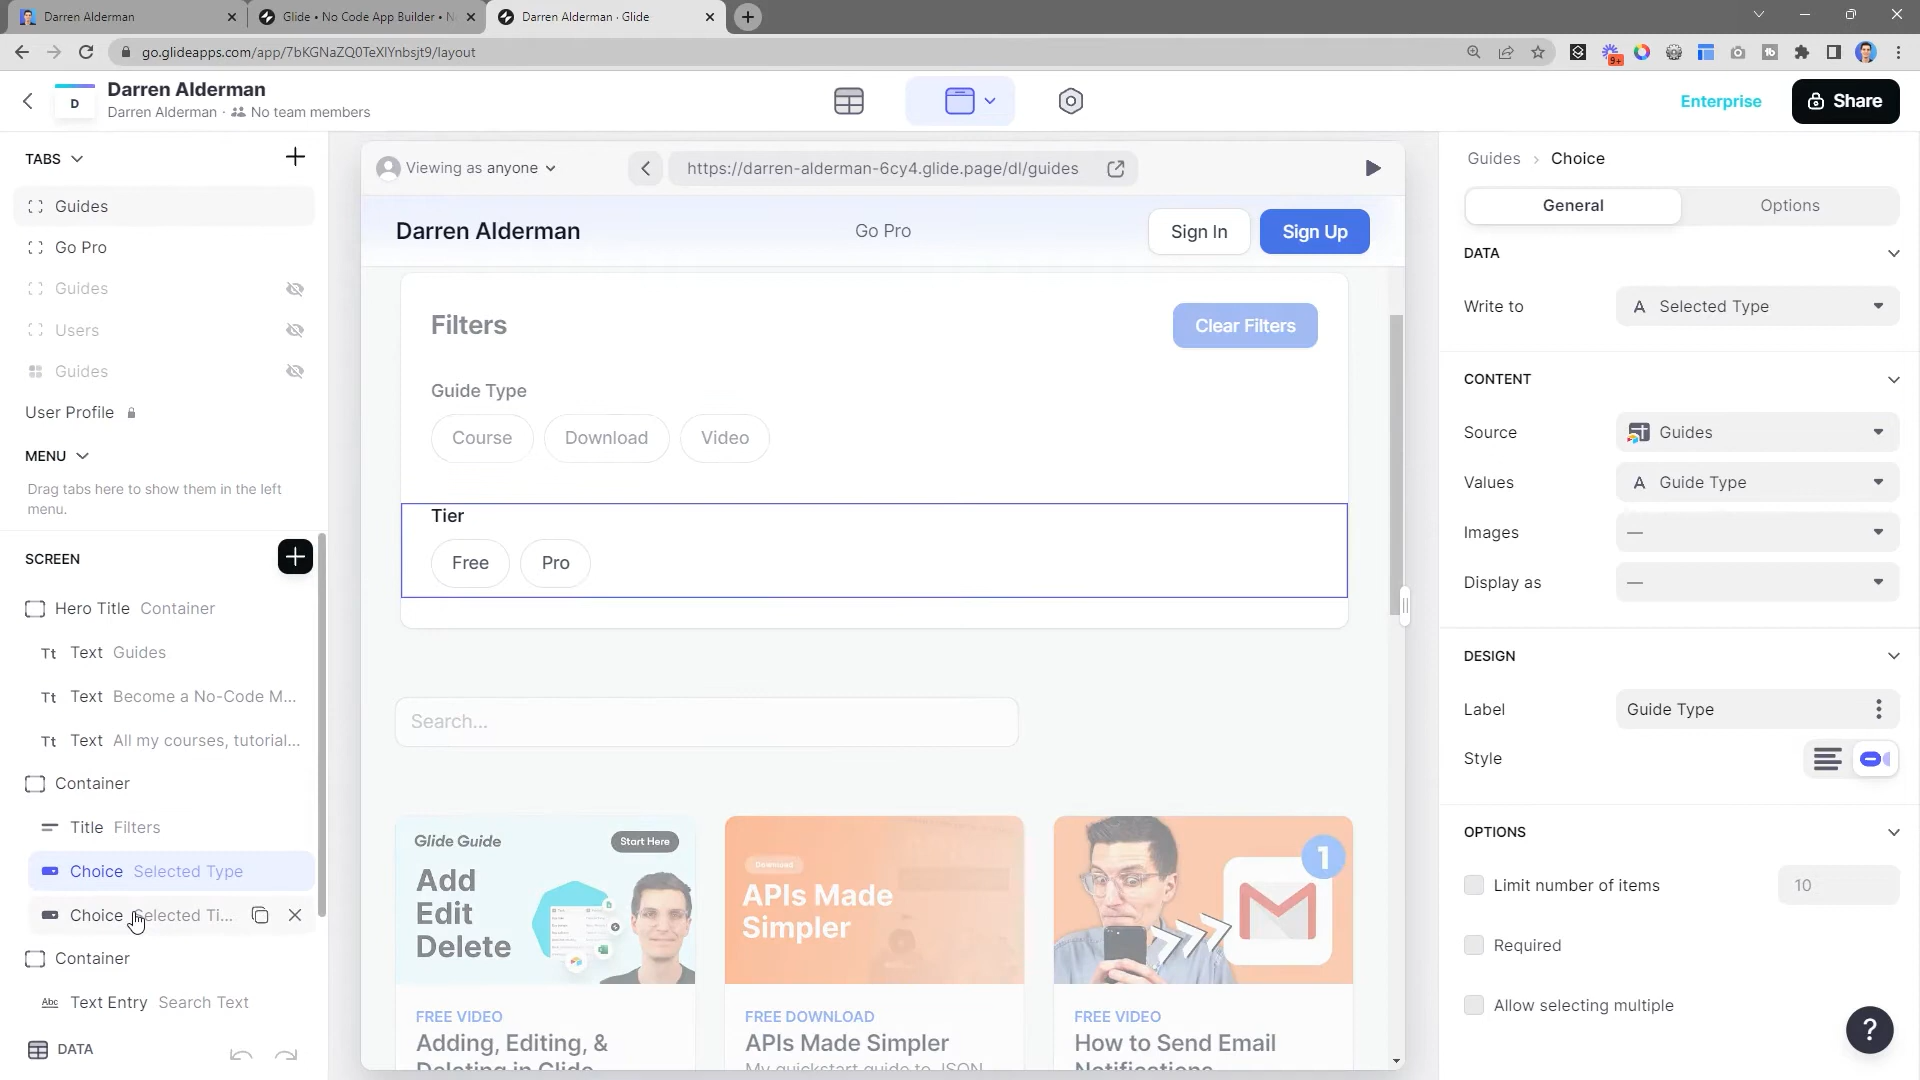 Darren Alderman
Glide • No Code App Builder • N
Darren Alderman · Glide
go.glideapps.com/app/7bKGNaZQ0TeXlYnbsjt9/layout
9+
D
Darren Alderman
Darren Alderman · No team members
Enterprise
Share
TABS
Guides
Go Pro
Guides
Users
Guides
User Profile
MENU
Drag tabs here to show them in the left
menu.
SCREEN
Hero Title Container
Tt Text Guides
Tt Text Become a No-Code M...
Tt Text All my courses, tutorial...
Container
Title Filters
Choice Selected Type
Choice Selected Ti...
Container
Abc Text Entry Search Text
DATA
Viewing as anyone
https://darren-alderman-6cy4.glide.page/dl/guides
Darren Alderman
Go Pro
Sign In
Sign Up
Filters
Clear Filters
Guide Type
Course
Download
Video
Tier
Free
Pro
Search...
Glide Guide
Start Here
Add
Edit
Delete
FREE VIDEO
Adding, Editing, &
Deleting in Glide
Download
APIs Made
Simpler
FREE DOWNLOAD
APIs Made Simpler
My quickstart guide to JSON
1
FREE VIDEO
How to Send Email
Notifications
Guides › Choice
General
Options
DATA
Write to
A Selected Type
CONTENT
Source
Guides
Values
A Guide Type
Images
—
Display as
—
DESIGN
Label
Guide Type
Style
OPTIONS
Limit number of items
10
Required
Allow selecting multiple
?